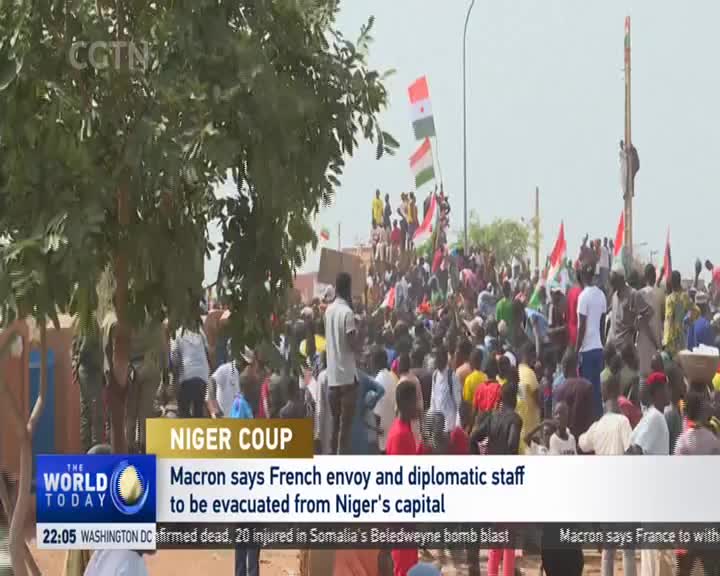 CGTN
NIGER COUP
Macron says French envoy and diplomatic staff
to be evacuated from Niger's capital
THE
WORLD
TODAY
22:05 WASHINGTON DC
nfirmed dead, 20 injured in Somalia's Beledweyne bomb blast Macron says France to with